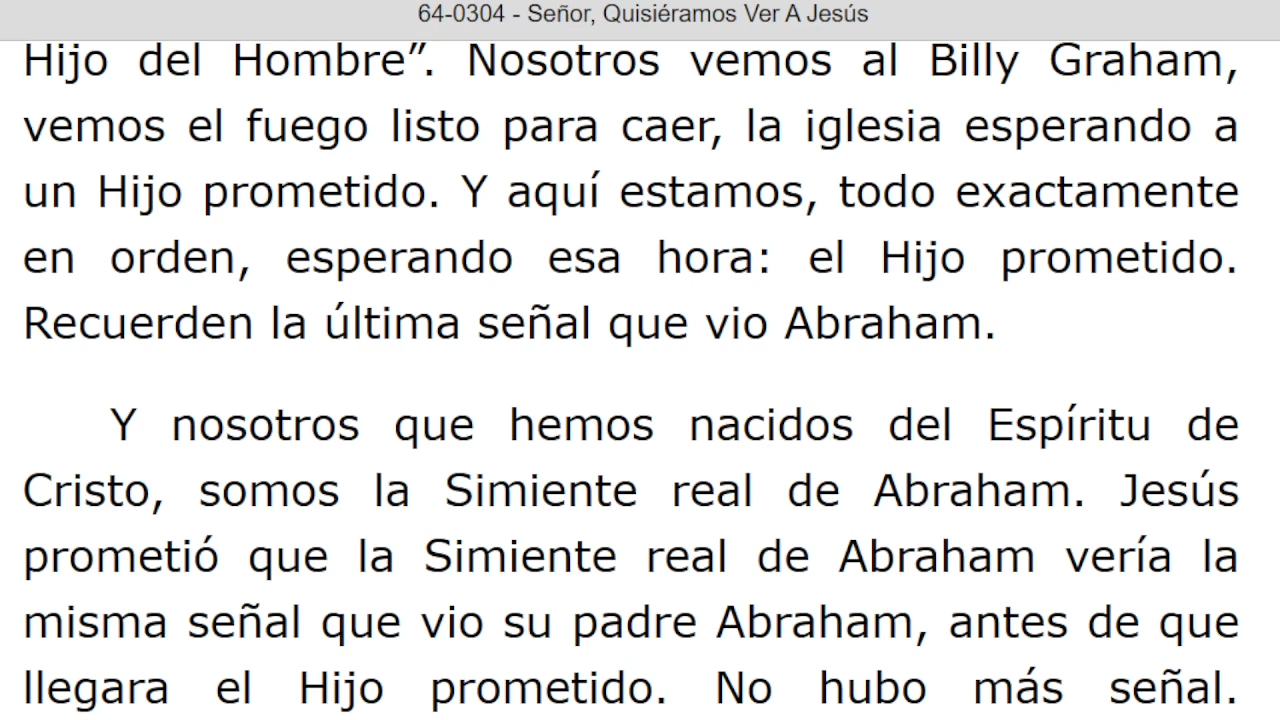 64-0304 - Señor, Quisiéramos Ver A Jesús
Hijo del Hombre”. Nosotros vemos al Billy Graham,
vemos el fuego listo para caer, la iglesia esperando a
un Hijo prometido. Y aquí estamos, todo exactamente
en orden, esperando esa hora: el Hijo prometido.
Recuerden la última señal que vio Abraham.
Y nosotros que hemos nacidos del Espíritu de
Cristo, somos la Simiente real de Abraham. Jesús
prometió que la Simiente real de Abraham vería la
misma señal que vio su padre Abraham, antes de que
llegara el Hijo prometido. No hubo más señal.